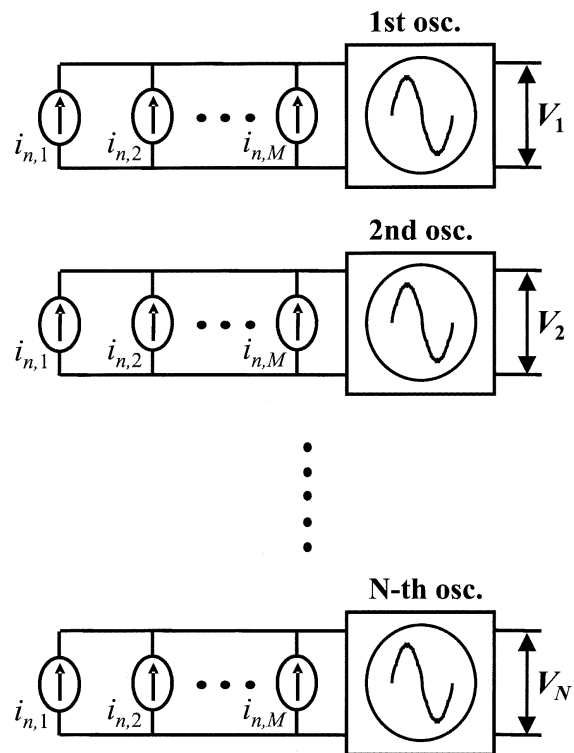 1st osc.
i_{n,1} i_{n,2} i_{n,M} V_1
2nd osc.
i_{n,1} i_{n,2} i_{n,M} V_2
N-th osc.
i_{n,1} i_{n,2} i_{n,M} V_N